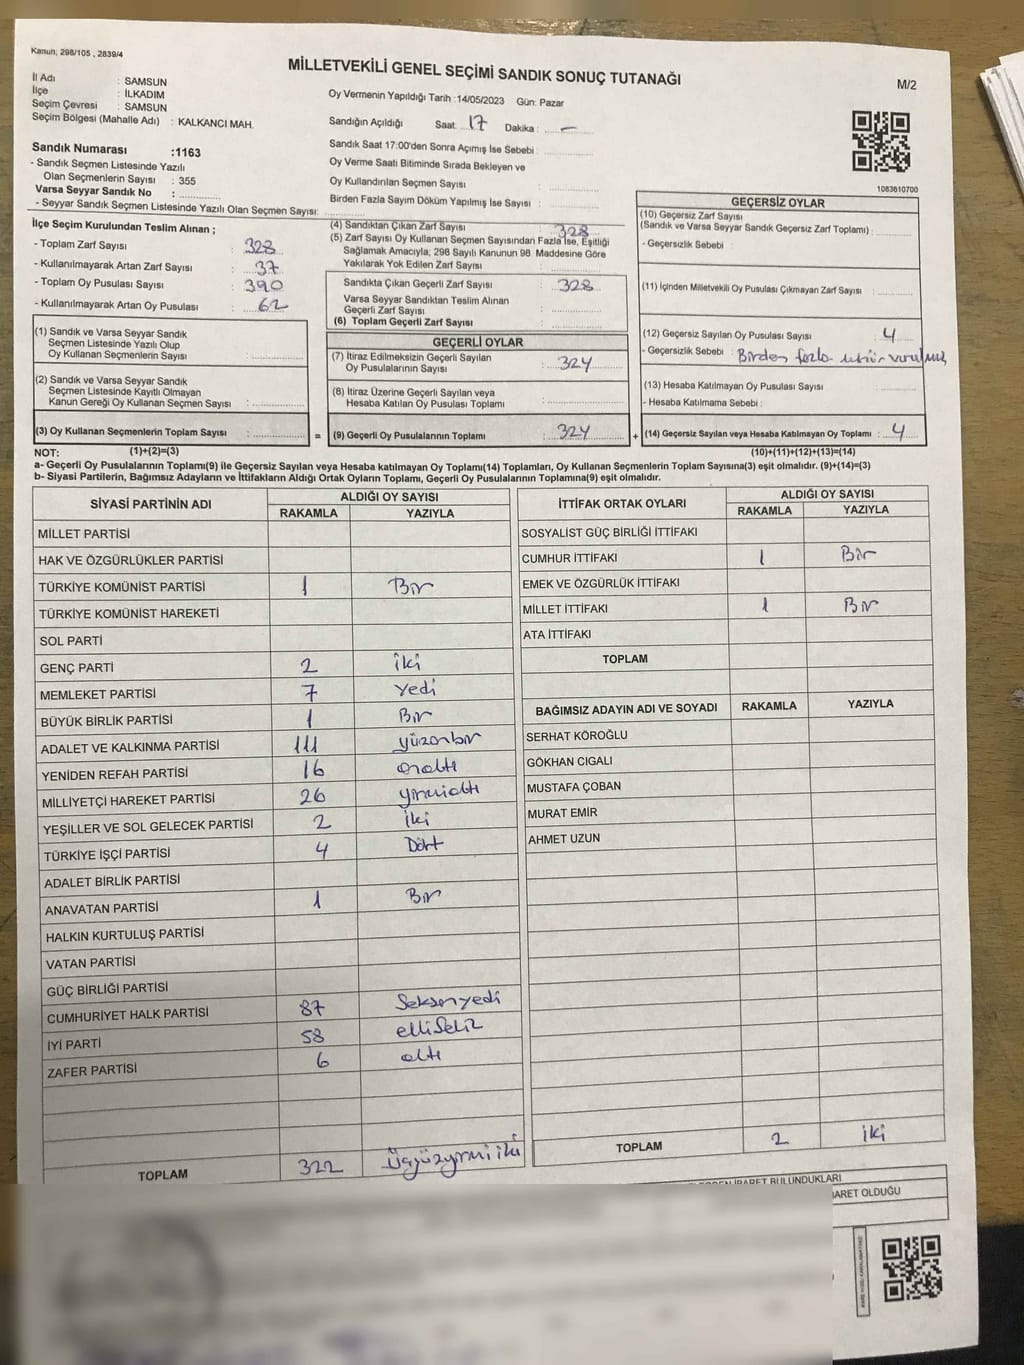 Kanun; 298/105 , 2839/4
MİLLETVEKİLİ GENEL SEÇİMİ SANDIK SONUÇ TUTANAĞI
M/2
İl Adı : SAMSUN
İlçe : İLKADIM
Seçim Çevresi : SAMSUN
Seçim Bölgesi (Mahalle Adı) : KALKANCI MAH.
Oy Vermenin Yapıldığı Tarih :14/05/2023 Gün: Pazar
Sandığın Açıldığı Saat: 17 Dakika : —
Sandık Numarası :1163
- Sandık Seçmen Listesinde Yazılı
Olan Seçmenlerin Sayısı : 355
Varsa Seyyar Sandık No :
- Seyyar Sandık Seçmen Listesinde Yazılı Olan Seçmen Sayısı:
Sandık Saat 17:00'den Sonra Açımış İse Sebebi :
Oy Verme Saati Bitiminde Sırada Bekleyen ve
Oy Kullandırılan Seçmen Sayısı :
Birden Fazla Sayım Döküm Yapılmış İse Sayısı :
1083610700
İlçe Seçim Kurulundan Teslim Alınan ;
- Toplam Zarf Sayısı : 328
- Kullanılmayarak Artan Zarf Sayısı : 37
- Toplam Oy Pusulası Sayısı : 390
- Kullanılmayarak Artan Oy Pusulası : 62
(4) Sandıktan Çıkan Zarf Sayısı : 328
(5) Zarf Sayısı Oy Kullanan Seçmen Sayısından Fazla İse, Eşitliği
Sağlamak Amacıyla; 298 Sayılı Kanunun 98. Maddesine Göre
Yakılarak Yok Edilen Zarf Sayısı :
Sandıkta Çıkan Geçerli Zarf Sayısı : 328
Varsa Seyyar Sandıktan Teslim Alınan
Geçerli Zarf Sayısı :
(6) Toplam Geçerli Zarf Sayısı :
GEÇERSİZ OYLAR
(10) Geçersiz Zarf Sayısı
(Sandık ve Varsa Seyyar Sandık Geçersiz Zarf Toplamı) :
- Geçersizlik Sebebi :
(11) İçinden Milletvekili Oy Pusulası Çıkmayan Zarf Sayısı :
(12) Geçersiz Sayılan Oy Pusulası Sayısı : 4
- Geçersizlik Sebebi : Birden fazla mühür vurulmuş
(13) Hesaba Katılmayan Oy Pusulası Sayısı :
- Hesaba Katılmama Sebebi :
(14) Geçersiz Sayılan veya Hesaba Katılmayan Oy Toplamı : 4
(10)+(11)+(12)+(13)=(14)
(1) Sandık ve Varsa Seyyar Sandık
Seçmen Listesinde Yazılı Olup
Oy Kullanan Seçmenlerin Sayısı :
(2) Sandık ve Varsa Seyyar Sandık
Seçmen Listesinde Kayıtlı Olmayan
Kanun Gereği Oy Kullanan Seçmen Sayısı :
(3) Oy Kullanan Seçmenlerin Toplam Sayısı :
=
GEÇERLİ OYLAR
(7) İtiraz Edilmeksizin Geçerli Sayılan
Oy Pusulalarının Sayısı : 324
(8) İtiraz Üzerine Geçerli Sayılan veya
Hesaba Katılan Oy Pusulası Toplamı :
(9) Geçerli Oy Pusulalarının Toplamı : 324
+
NOT: (1)+(2)=(3)
a- Geçerli Oy Pusulalarının Toplamı(9) ile Geçersiz Sayılan veya Hesaba katılmayan Oy Toplamı(14) Toplamları, Oy Kullanan Seçmenlerin Toplam Sayısına(3) eşit olmalıdır. (9)+(14)=(3)
b- Siyasi Partilerin, Bağımsız Adayların ve İttifakların Aldığı Ortak Oyların Toplamı, Geçerli Oy Pusulalarının Toplamına(9) eşit olmalıdır.
SİYASİ PARTİNİN ADI ALDIĞI OY SAYISI
RAKAMLA YAZIYLA
MİLLET PARTİSİ
HAK VE ÖZGÜRLÜKLER PARTİSİ
TÜRKİYE KOMÜNİST PARTİSİ 1 Bir
TÜRKİYE KOMÜNİST HAREKETİ
SOL PARTİ
GENÇ PARTİ 2 iki
MEMLEKET PARTİSİ 7 yedi
BÜYÜK BİRLİK PARTİSİ 1 Bir
ADALET VE KALKINMA PARTİSİ 111 yüzonbir
YENİDEN REFAH PARTİSİ 16 onaltı
MİLLİYETÇİ HAREKET PARTİSİ 26 yirmialtı
YEŞİLLER VE SOL GELECEK PARTİSİ 2 iki
TÜRKİYE İŞÇİ PARTİSİ 4 Dört
ADALET BİRLİK PARTİSİ
ANAVATAN PARTİSİ 1 Bir
HALKIN KURTULUŞ PARTİSİ
VATAN PARTİSİ
GÜÇ BİRLİĞİ PARTİSİ
CUMHURİYET HALK PARTİSİ 87 Seksenyedi
İYİ PARTİ 58 elliSekiz
ZAFER PARTİSİ 6 altı
TOPLAM 322 Üçyüzyirmi iki
İTTİFAK ORTAK OYLARI ALDIĞI OY SAYISI
RAKAMLA YAZIYLA
SOSYALİST GÜÇ BİRLİĞİ İTTİFAKI
CUMHUR İTTİFAKI 1 Bir
EMEK VE ÖZGÜRLÜK İTTİFAKI
MİLLET İTTİFAKI 1 Bir
ATA İTTİFAKI
TOPLAM
BAĞIMSIZ ADAYIN ADI VE SOYADI RAKAMLA YAZIYLA
SERHAT KÖROĞLU
GÖKHAN CIGALI
MUSTAFA ÇOBAN
MURAT EMİR
AHMET UZUN
TOPLAM 2 iki
BULUNDUKLARI
OLDUĞU